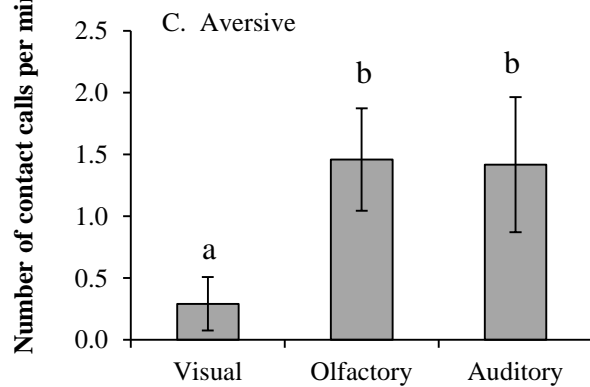 Number of contact calls per min
C. Aversive
2.5
2.0
1.5
1.0
0.5
0.0
a
b
b
Visual
Olfactory
Auditory